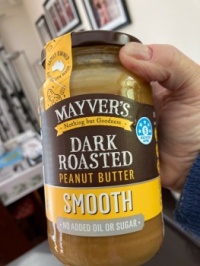 MAYVER'S
Nothing but Goodness
DARK
ROASTED
PEANUT BUTTER
SMOOTH
NO ADDED OIL OR SUGAR